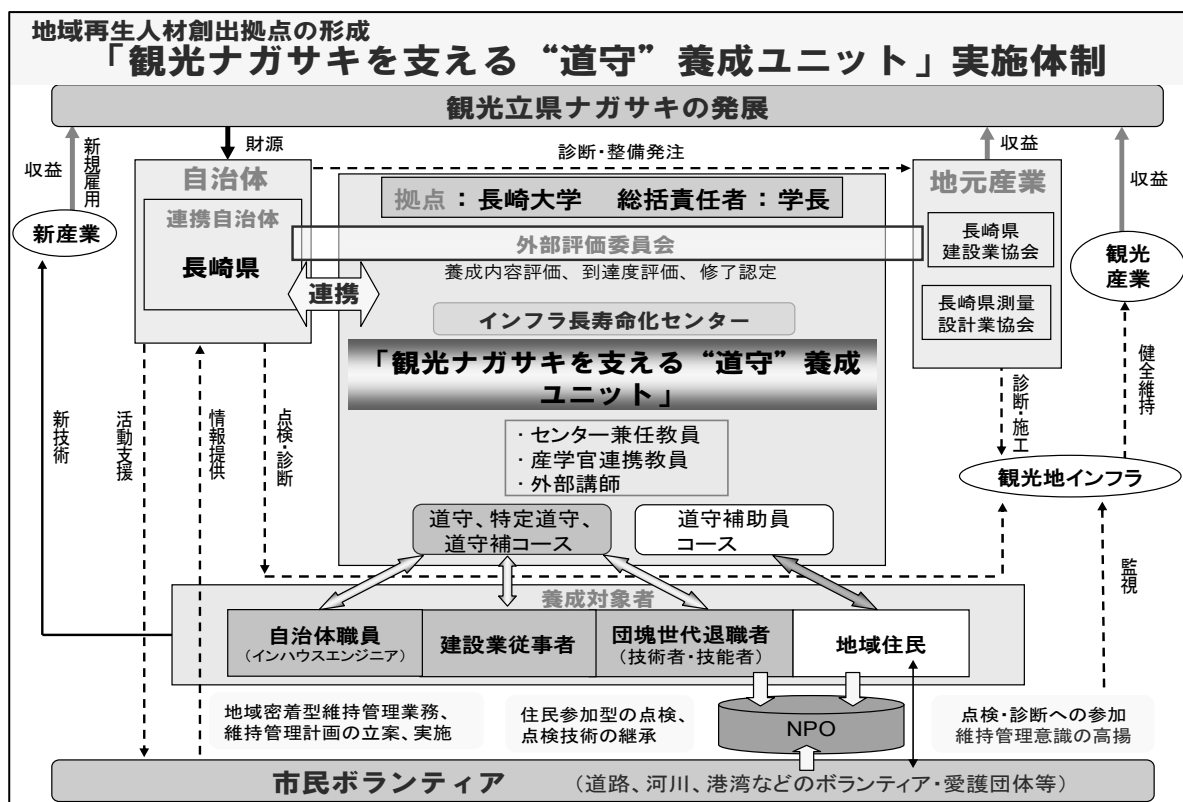 地域再生人材創出拠点の形成
「観光ナガサキを支える“道守”養成ユニット」実施体制
観光立県ナガサキの発展
収益
新規雇用
財源
診断・整備発注
収益
収益
自治体
連携自治体
長崎県
新産業
拠点：長崎大学　総括責任者：学長
外部評価委員会
養成内容評価、到達度評価、修了認定
連携
地元産業
長崎県
建設業協会
長崎県測量
設計業協会
観光
産業
インフラ長寿命化センター
「観光ナガサキを支える“道守”養成
ユニット」
・センター兼任教員
・産学官連携教員
・外部講師
新技術
活動支援
情報提供
点検・診断
診断・施工
健全維持
観光地インフラ
道守、特定道守、
道守補コース
道守補助員
コース
監視
養成対象者
自治体職員
（インハウスエンジニア）
建設業従事者
団塊世代退職者
（技術者・技能者）
地域住民
地域密着型維持管理業務、
維持管理計画の立案、実施
住民参加型の点検、
点検技術の継承
NPO
点検・診断への参加
維持管理意識の高揚
市民ボランティア　（道路、河川、港湾などのボランティア・愛護団体等）